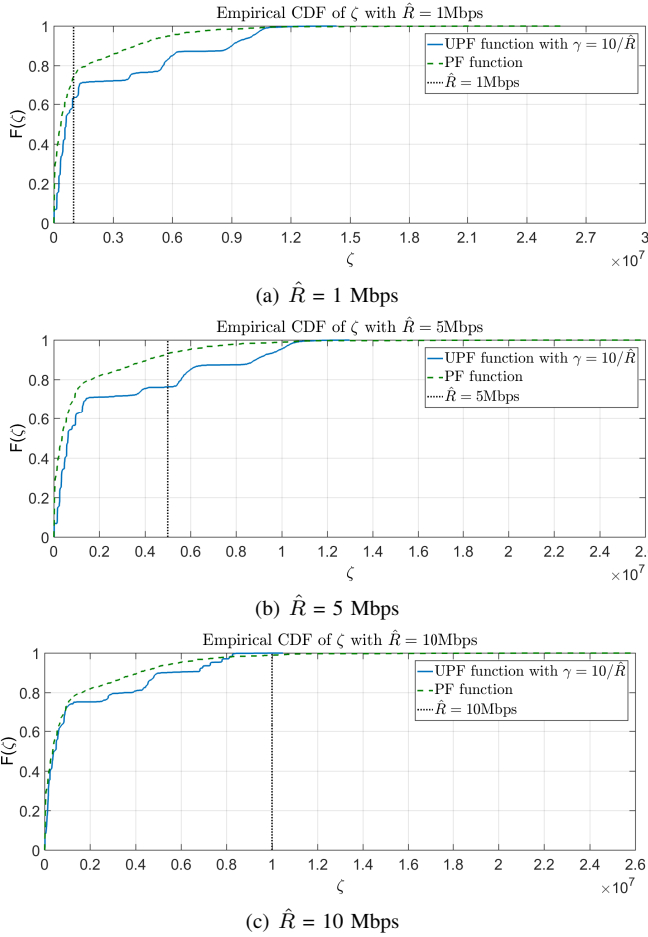 Empirical CDF of ζ with R̂ = 1Mbps
1
0.8
0.6
0.4
0.2
0
F(ζ)
UPF function with γ = 10/R̂
PF function
R̂ = 1Mbps
0 0.3 0.6 0.9 1.2 1.5 1.8 2.1 2.4 2.7 3
ζ
×10⁷
(a) R̂ = 1 Mbps
Empirical CDF of ζ with R̂ = 5Mbps
1
0.8
0.6
0.4
0.2
0
F(ζ)
UPF function with γ = 10/R̂
PF function
R̂ = 5Mbps
0 0.2 0.4 0.6 0.8 1 1.2 1.4 1.6 1.8 2 2.2 2.4 2.6
ζ
×10⁷
(b) R̂ = 5 Mbps
Empirical CDF of ζ with R̂ = 10Mbps
1
0.8
0.6
0.4
0.2
0
F(ζ)
UPF function with γ = 10/R̂
PF function
R̂ = 10Mbps
0 0.2 0.4 0.6 0.8 1 1.2 1.4 1.6 1.8 2 2.2 2.4 2.6
ζ
×10⁷
(c) R̂ = 10 Mbps